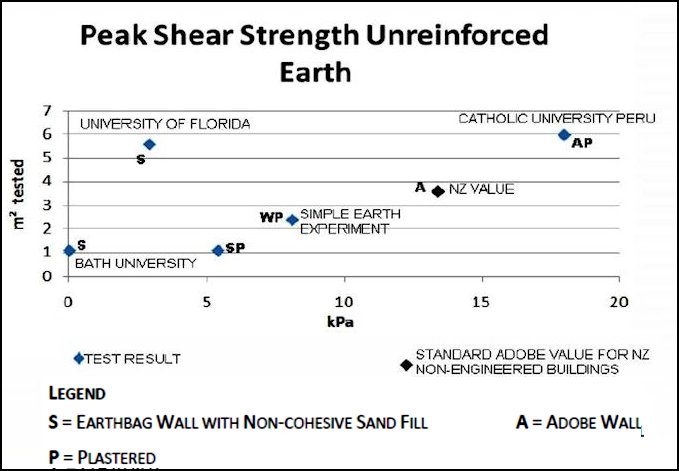 Peak Shear Strength Unreinforced
Earth
7
UNIVERSITY OF FLORIDA
CATHOLIC UNIVERSITY PERU
6
AP
5
S
m² tested
4
A
NZ VALUE
3
WP
SIMPLE EARTH
EXPERIMENT
2
S
SP
1
BATH UNIVERSITY
0
0 5 10 15 20
kPa
TEST RESULT
STANDARD ADOBE VALUE FOR NZ
NON-ENGINEERED BUILDINGS
LEGEND
S = EARTHBAG WALL WITH NON-COHESIVE SAND FILL A = ADOBE WALL
P = PLASTERED